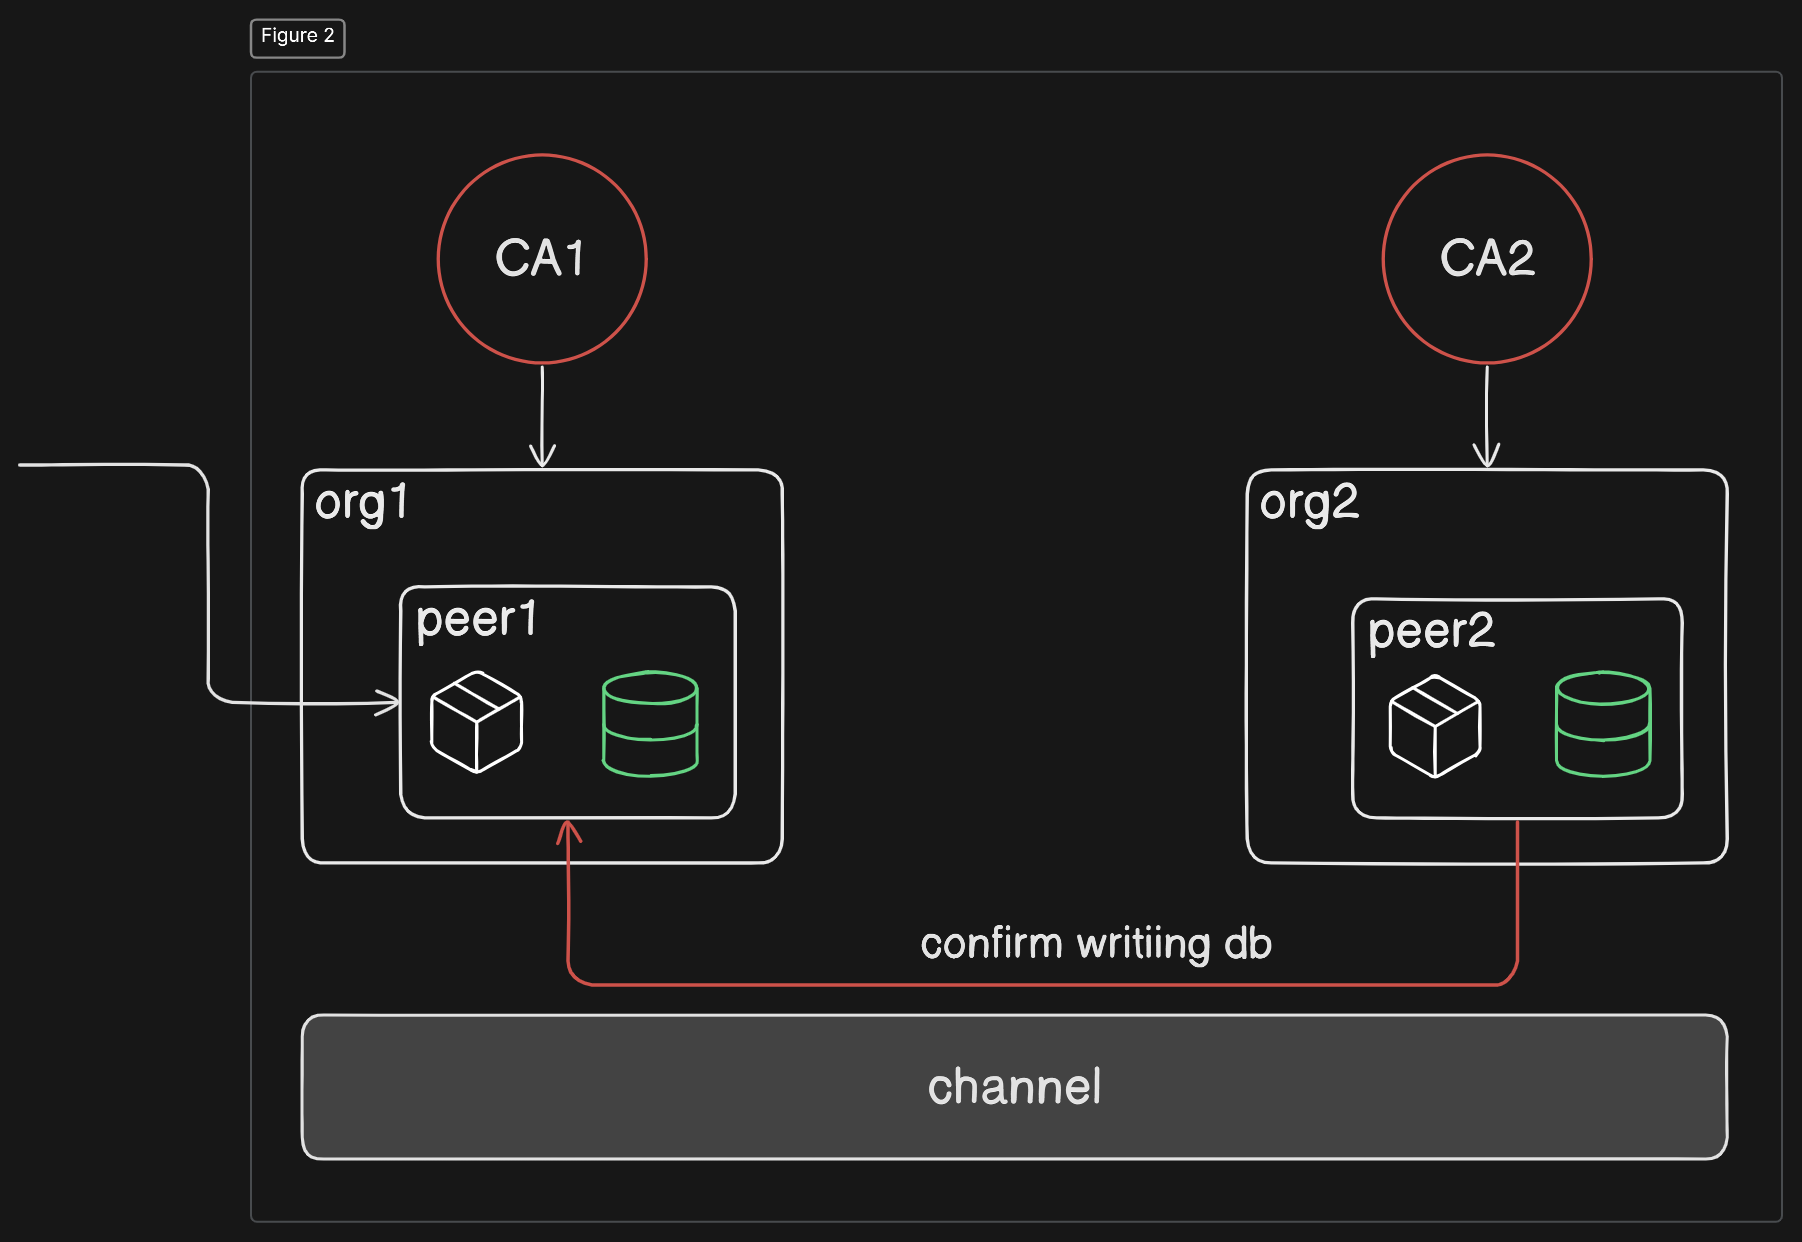 Figure 2
CA1
CA2
org1
org2
peer1
peer2
confirm writiing db
channel